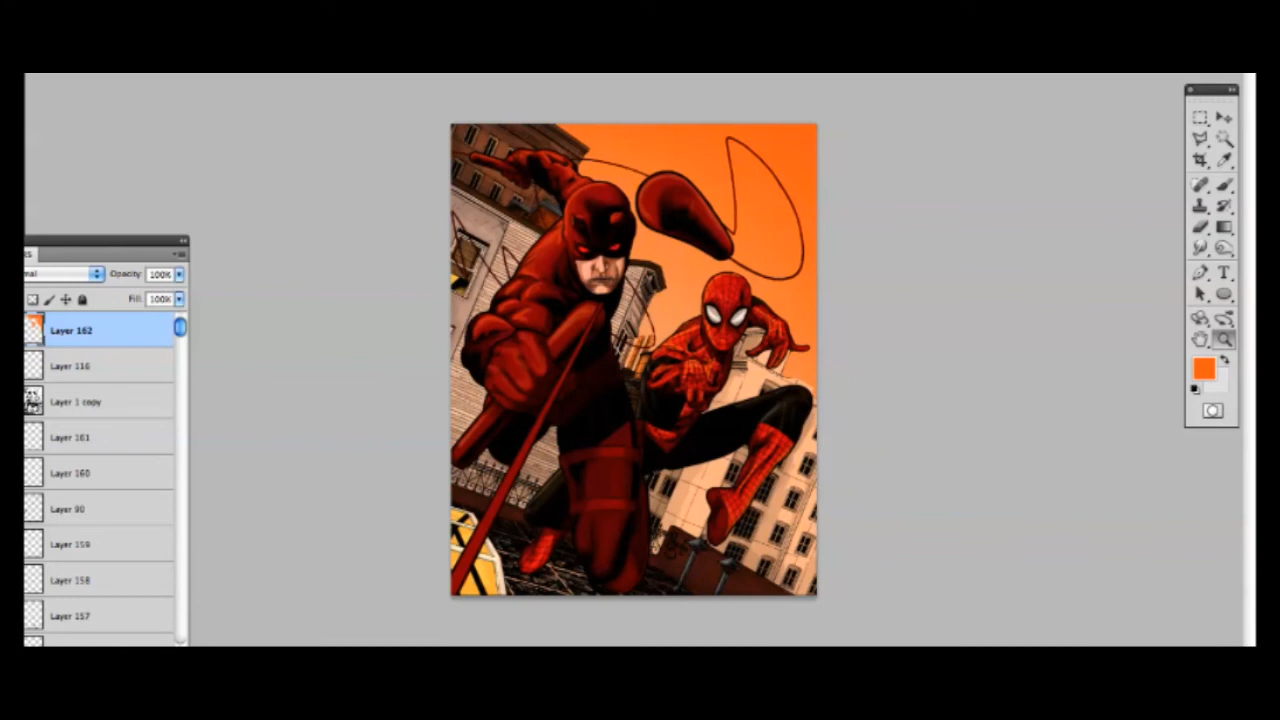 Opacity: 100%
Fill: 100%
Layer 162
Layer 116
Layer 1 copy
Layer 161
Layer 160
Layer 90
Layer 159
Layer 158
Layer 157
T